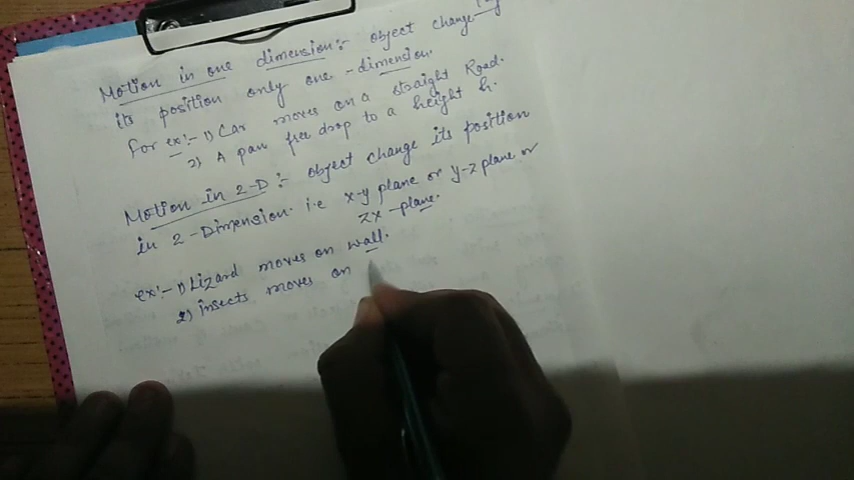 Motion in one dimension:- object change
its position only one - dimension.
For ex:- 1) Car moves on a straight Road.
2) A pan free drop to a height h.
Motion in 2-D:- object change its position
in 2-Dimension. i.e x-y plane or y-z plane or
zx-plane.
ex:- 1) Lizard moves on wall.
2) insects moves on